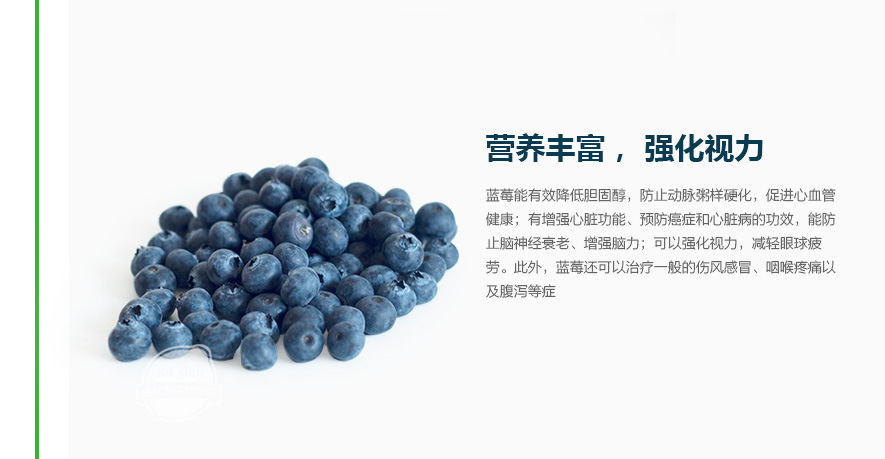 营养丰富，强化视力
蓝莓能有效降低胆固醇，防止动脉粥样硬化，促进心血管
健康；有增强心脏功能、预防癌症和心脏病的功效，能防
止脑神经衰老、增强脑力；可以强化视力，减轻眼球疲
劳。此外，蓝莓还可以治疗一般的伤风感冒、咽喉疼痛以
及腹泻等症